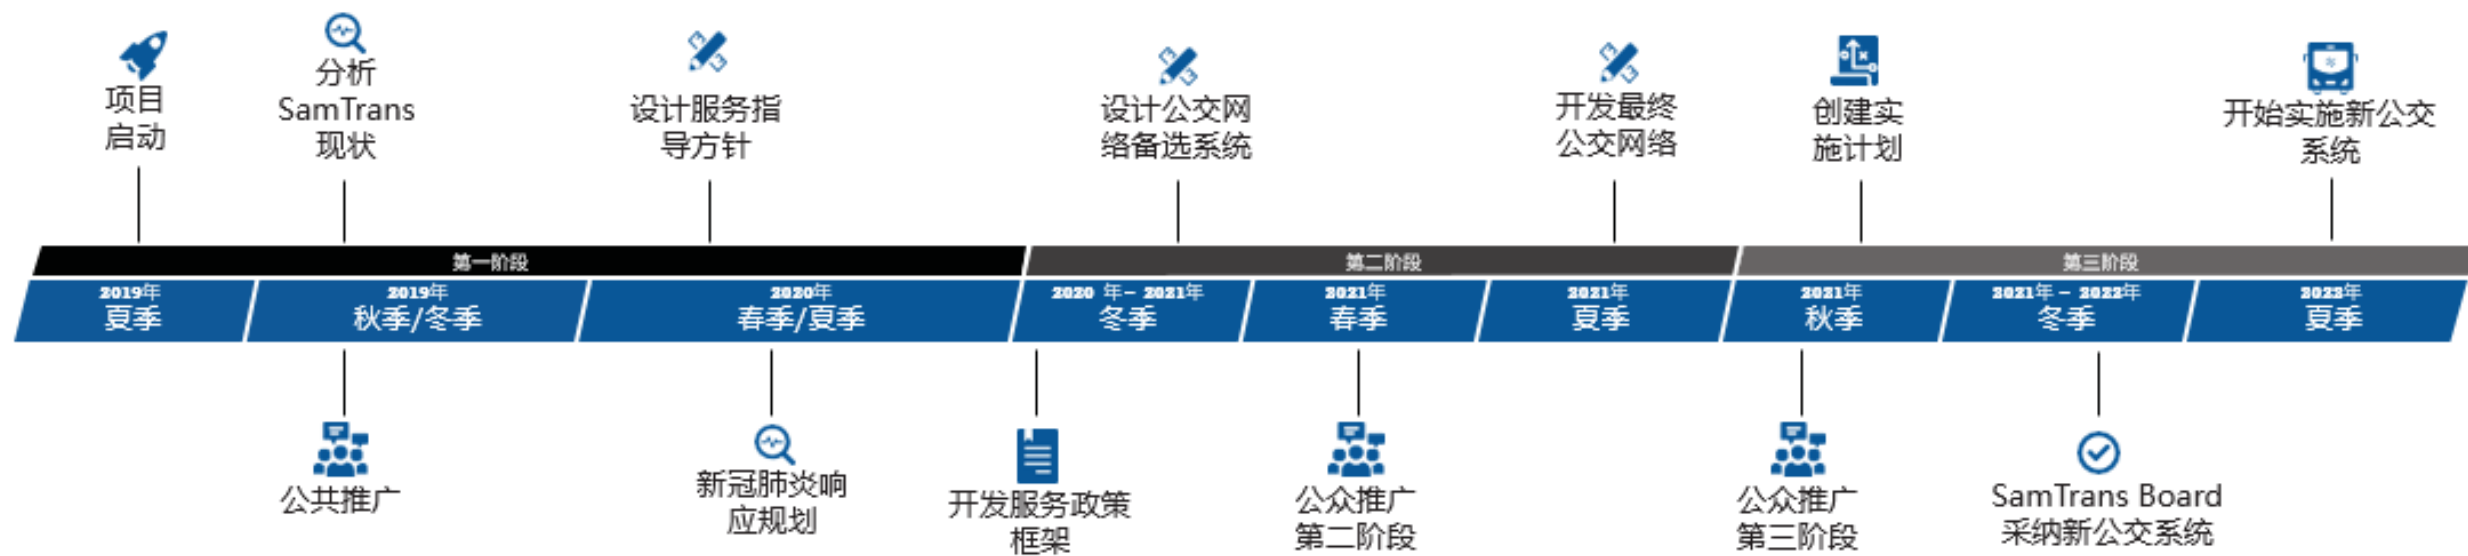 项目
启动
分析
SamTrans
现状
设计服务指
导方针
设计公交网
络备选系统
开发最终
公交网络
创建实
施计划
开始实施新公交
系统
第一阶段
第二阶段
第三阶段
2019年
夏季
2019年
秋季/冬季
2020年
春季/夏季
2020 年– 2021年
冬季
2021年
春季
2021年
夏季
2021年
秋季
2021年 – 2022年
冬季
2022年
夏季
公共推广
新冠肺炎响
应规划
开发服务政策
框架
公众推广
第二阶段
公众推广
第三阶段
SamTrans Board
采纳新公交系统